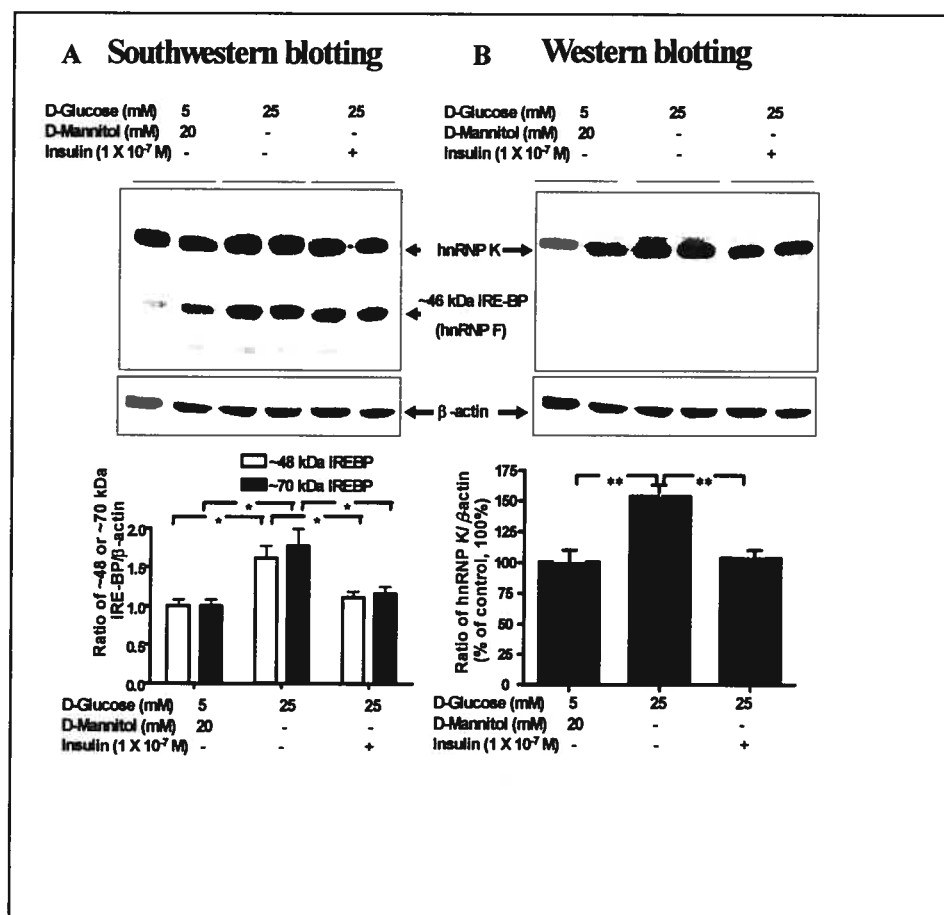 A Southwestern blotting
D-Glucose (mM) 5 25 25
D-Mannitol (mM) 20 - -
Insulin (1 X 10⁻⁷ M) - - +
hnRNP K
~46 kDa IRE-BP
(hnRNP F)
β-actin
~48 kDa IREBP
~70 kDa IREBP
* *
* *
Ratio of ~48 or ~70 kDa
IRE-BP/β-actin
2.0
1.5
1.0
0.5
0.0
D-Glucose (mM) 5 25 25
D-Mannitol (mM) 20 - -
Insulin (1 X 10⁻⁷ M) - - +
B Western blotting
D-Glucose (mM) 5 25 25
D-Mannitol (mM) 20 - -
Insulin (1 X 10⁻⁷ M) - - +
** **
Ratio of hnRNP K/β-actin
(% of control, 100%)
175
150
125
100
75
50
25
0
D-Glucose (mM) 5 25 25
D-Mannitol (mM) 20 - -
Insulin (1 X 10⁻⁷ M) - - +